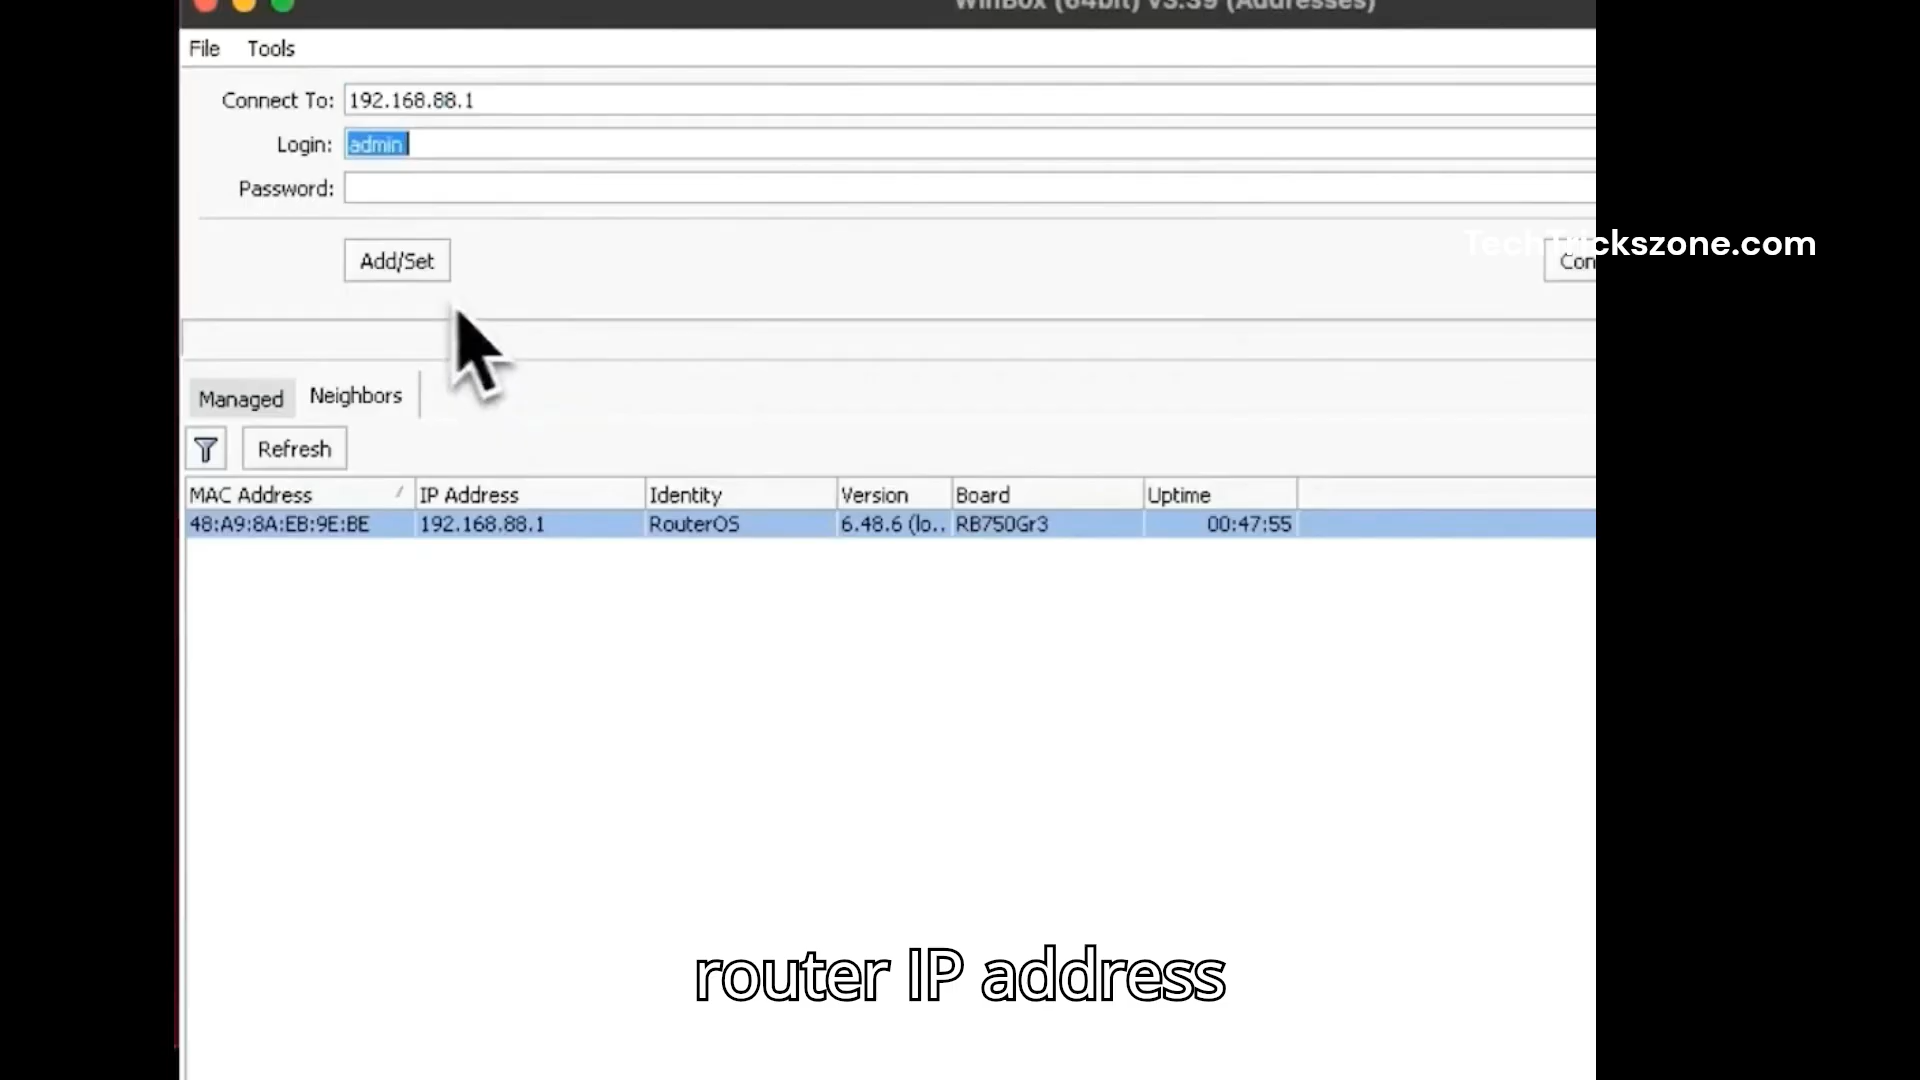 WinBox (64bit) v3.39 (Addresses)
File Tools
Connect To: 192.168.88.1
Login: admin
Password:
TechTrickszone.com
Add/Set Con
Managed Neighbors
Refresh
MAC Address IP Address Identity Version Board Uptime
48:A9:8A:EB:9E:BE 192.168.88.1 RouterOS 6.48.6 (lo.. RB750Gr3 00:47:55
router IP address